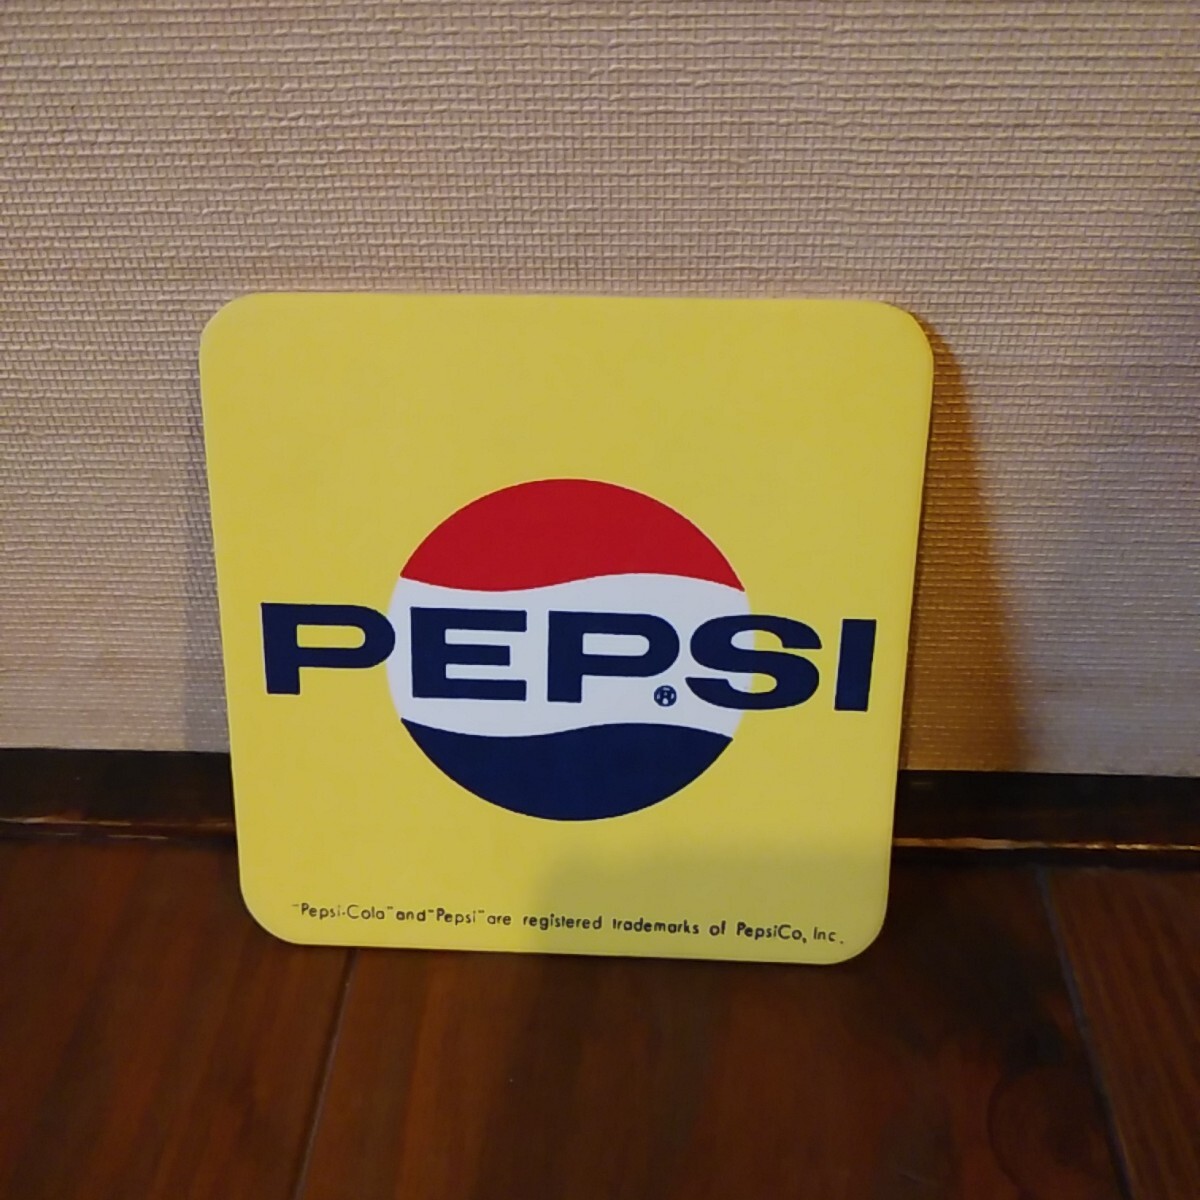 PEPSI®
"Pepsi-Cola" and "Pepsi" are registered trademarks of PepsiCo, Inc.